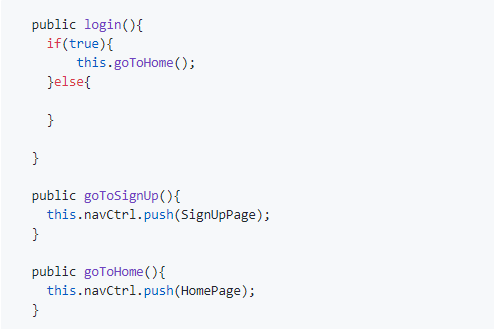 public login(){
  if(true){
      this.goToHome();
  }else{

  }

}

public goToSignUp(){
  this.navCtrl.push(SignUpPage);
}

public goToHome(){
  this.navCtrl.push(HomePage);
}